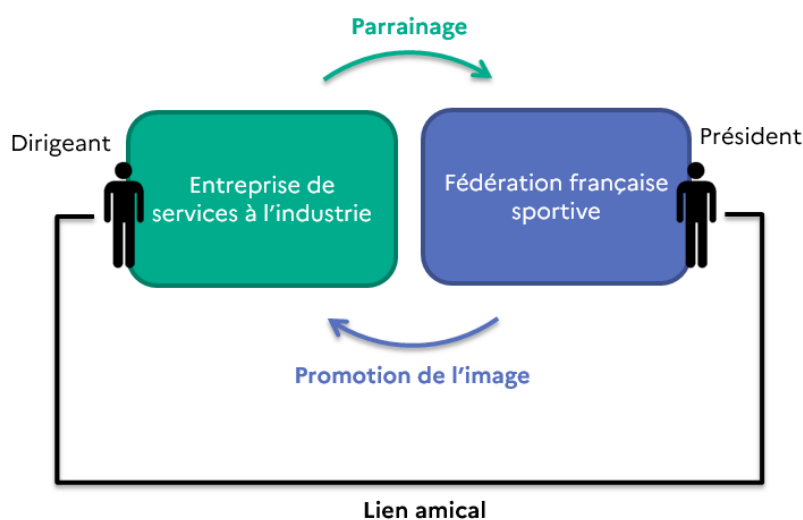 Parrainage
Dirigeant
Président
Entreprise de
services à l'industrie
Fédération française
sportive
Promotion de l'image
Lien amical